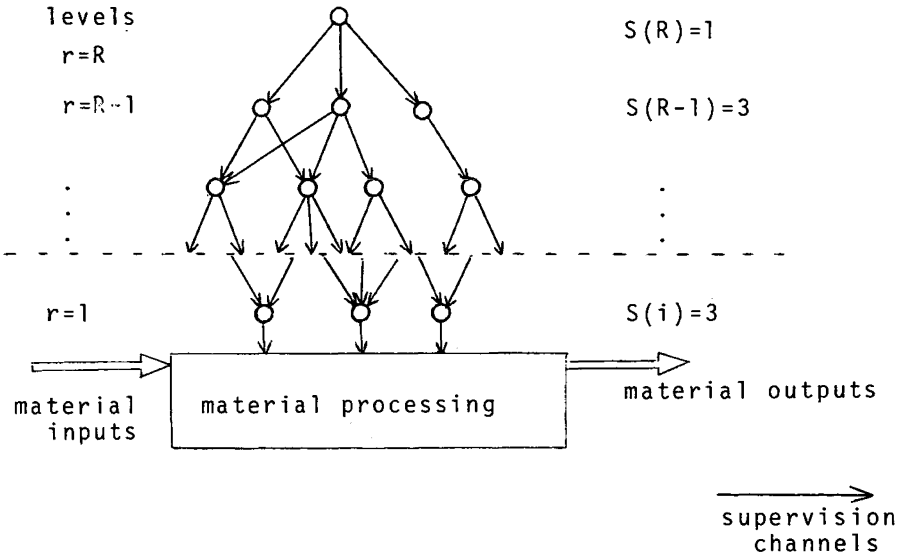 levels
r=R
S(R)=1
r=R-1
S(R-1)=3
r=1
S(i)=3
material inputs
material processing
material outputs
supervision channels